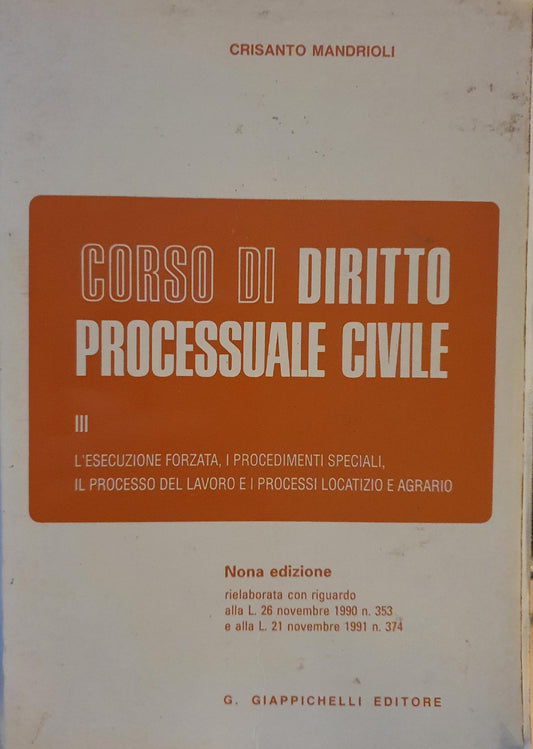 CRISANTO MANDRIOLI
CORSO DI DIRITTO
PROCESSUALE CIVILE
III
L'ESECUZIONE FORZATA, I PROCEDIMENTI SPECIALI,
IL PROCESSO DEL LAVORO E I PROCESSI LOCATIZIO E AGRARIO
Nona edizione
rielaborata con riguardo
alla L. 26 novembre 1990 n. 353
e alla L. 21 novembre 1991 n. 374
G. GIAPPICHELLI EDITORE